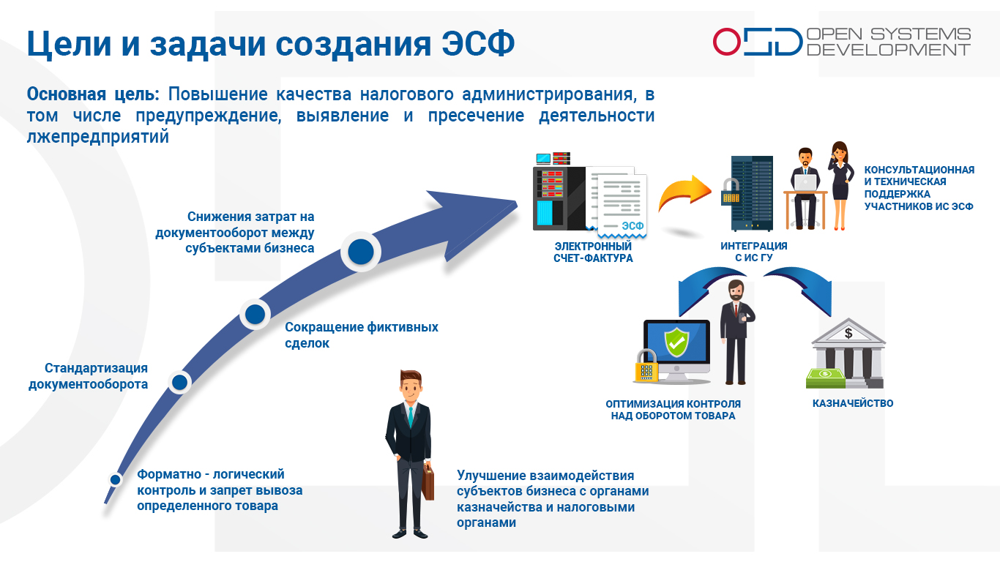 Цели и задачи создания ЭСФ
OSD OPEN SYSTEMS
DEVELOPMENT
Основная цель: Повышение качества налогового администрирования, в
том числе предупреждение, выявление и пресечение деятельности
лжепредприятий
Снижения затрат на
документооборот между
субъектами бизнеса
Сокращение фиктивных
сделок
Стандартизация
документооборота
Форматно - логический
контроль и запрет вывоза
определенного товара
ЭСФ
ЭЛЕКТРОННЫЙ
СЧЕТ-ФАКТУРА
ИНТЕГРАЦИЯ
С ИС ГУ
КОНСУЛЬТАЦИОННАЯ
И ТЕХНИЧЕСКАЯ
ПОДДЕРЖКА
УЧАСТНИКОВ ИС ЭСФ
ОПТИМИЗАЦИЯ КОНТРОЛЯ
НАД ОБОРОТОМ ТОВАРА
$
$
КАЗНАЧЕЙСТВО
Улучшение взаимодействия
субъектов бизнеса с органами
казначейства и налоговыми
органами